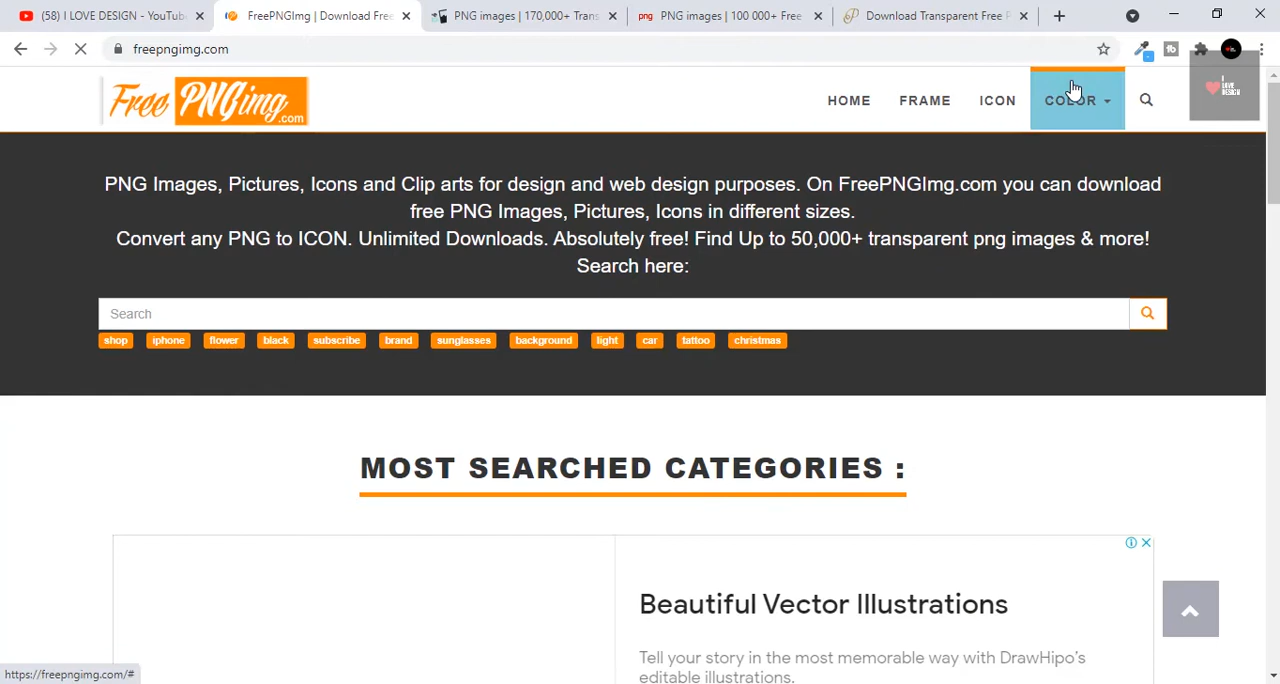 (58) I LOVE DESIGN - YouTub
FreePNGImg | Download Free
PNG images | 170,000+ Trans
png PNG images | 100 000+ Free
Download Transparent Free P
freepngimg.com
Free PNGimg .com
HOME FRAME ICON COLOR
I LOVE DESIGN
PNG Images, Pictures, Icons and Clip arts for design and web design purposes. On FreePNGImg.com you can download
free PNG Images, Pictures, Icons in different sizes.
Convert any PNG to ICON. Unlimited Downloads. Absolutely free! Find Up to 50,000+ transparent png images & more!
Search here:
Search
shop iphone flower black subscribe brand sunglasses background light car tattoo christmas
MOST SEARCHED CATEGORIES :
Beautiful Vector Illustrations
Tell your story in the most memorable way with DrawHipo's
editable illustrations.
https://freepngimg.com/#